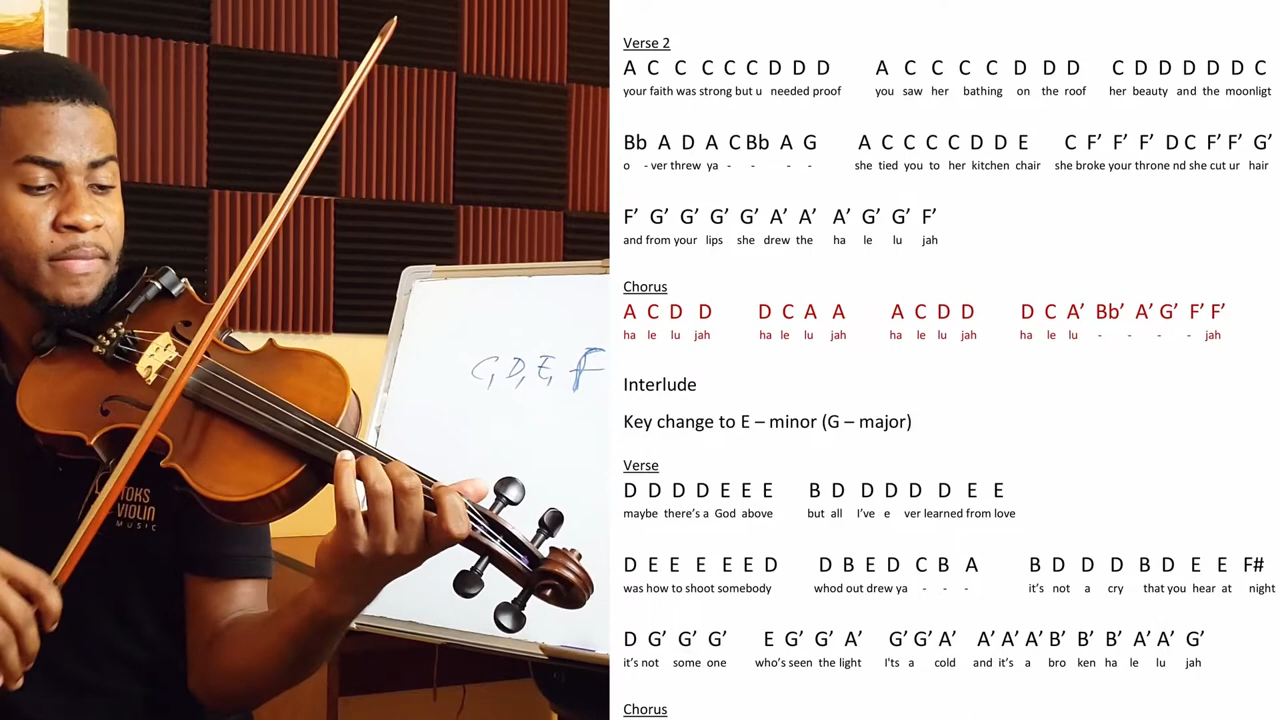 Verse 2
A C C C C C D D D A C C C C D D D C D D D D D C
your faith was strong but u needed proof you saw her bathing on the roof her beauty and the moonligt
Bb A D A C Bb A G A C C C C D D E C F’ F’ F’ D C F’ F’ G’
o - ver threw ya - - - - she tied you to her kitchen chair she broke your throne nd she cut ur hair
F’ G’ G’ G’ G’ A’ A’ A’ G’ G’ F’
and from your lips she drew the ha le lu jah
Chorus
A C D D D C A A A C D D D C A’ Bb’ A’ G’ F’ F’
ha le lu jah ha le lu jah ha le lu jah ha le lu - - - - jah
Interlude
Key change to E – minor (G – major)
Verse
D D D D E E E B D D D D D E E
maybe there’s a God above but all I’ve e ver learned from love
D E E E E E D D B E D C B A B D D D B D E E F#
was how to shoot somebody whod out drew ya - - - it’s not a cry that you hear at night
D G’ G’ G’ E G’ G’ A’ G’ G’ A’ A’ A’ A’ B’ B’ B’ A’ A’ G’
it’s not some one who’s seen the light I'ts a cold and it’s a bro ken ha le lu jah
Chorus
C, D, E, F
TOKS
VIOLIN
MUSIC